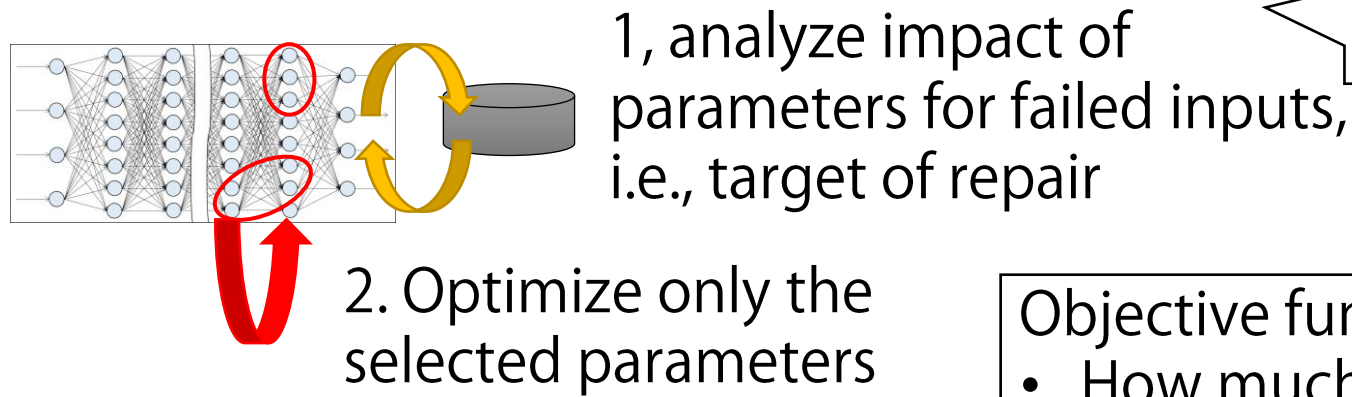 1, analyze impact of
parameters for failed inputs,
i.e., target of repair
2. Optimize only the
selected parameters
Objective
• How much